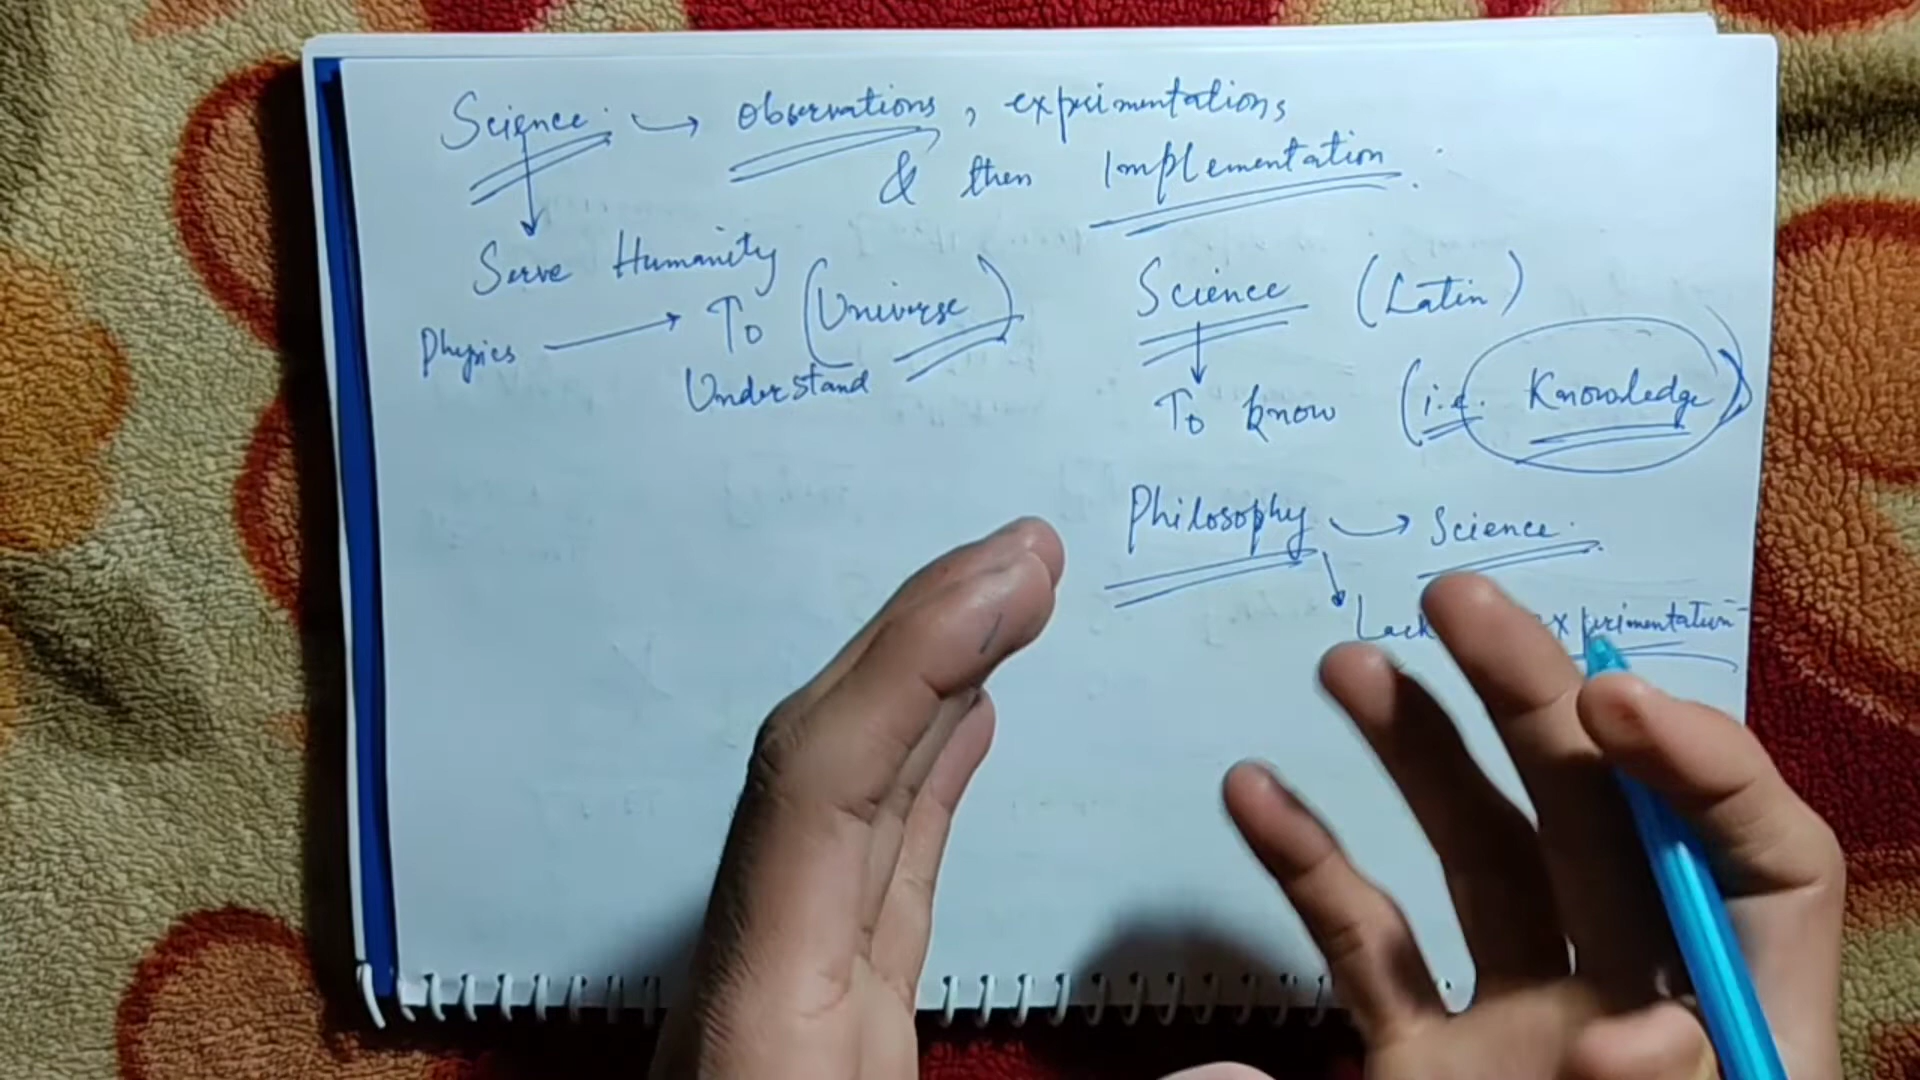 Science → observations, experimentations
& then Implementation.
Serve Humanity
Physics → To (Universe)
Understand
Science (Latin)
To know (i.e. Knowledge)
Philosophy → Science.
Lack experimentation